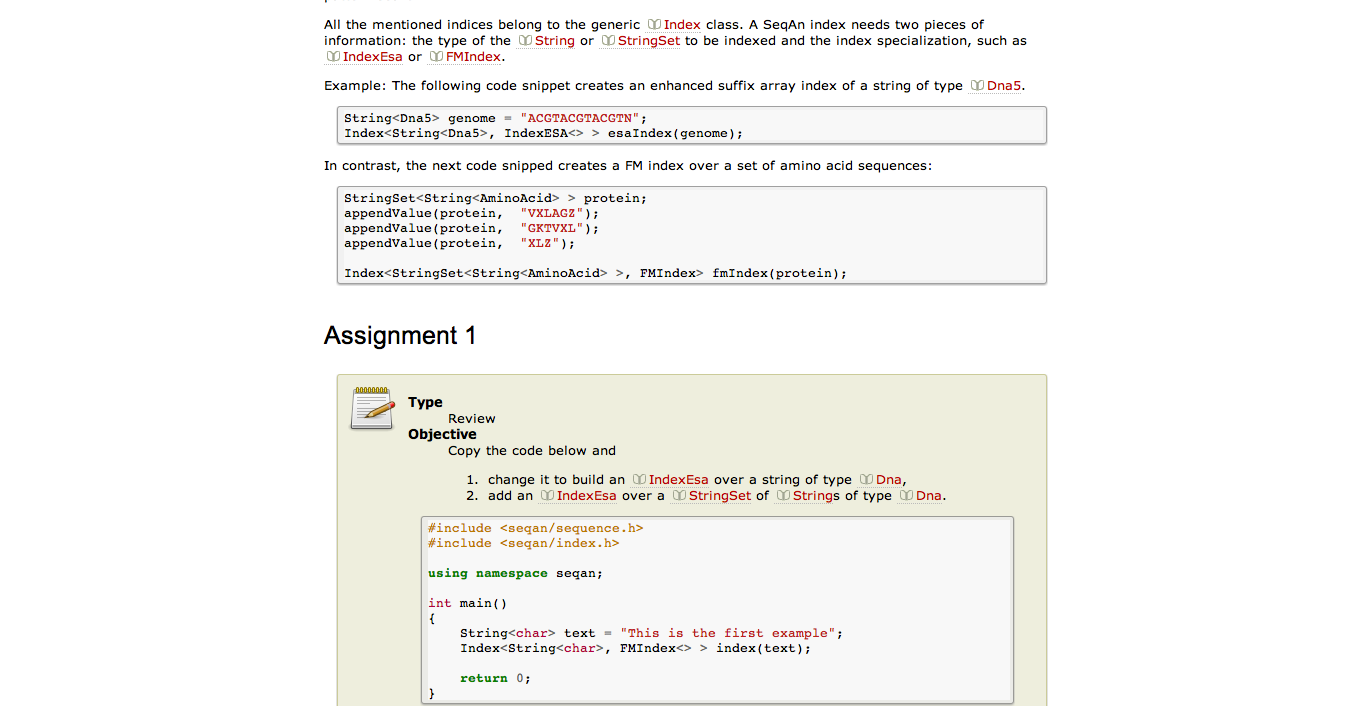 All the mentioned indices belong to the generic Index class. A SeqAn index needs two pieces of
information: the type of the String or StringSet to be indexed and the index specialization, such as
IndexEsa or FMIndex.
Example: The following code snippet creates an enhanced suffix array index of a string of type Dna5.
String<Dna5> genome = "ACGTACGTACGTN";
Index<String<Dna5>, IndexESA<> > esaIndex(genome);
In contrast, the next code snipped creates a FM index over a set of amino acid sequences:
StringSet<String<AminoAcid> > protein;
appendValue(protein,  "VXLAGZ");
appendValue(protein,  "GKTVXL");
appendValue(protein,  "XLZ");
Index<StringSet<String<AminoAcid> >, FMIndex> fmIndex(protein);
Assignment 1
Type
Review
Objective
Copy the code below and
1. change it to build an IndexEsa over a string of type Dna,
2. add an IndexEsa over a StringSet of Strings of type Dna.
#include <seqan/sequence.h>
#include <seqan/index.h>
using namespace seqan;
int main()
{
    String<char> text = "This is the first example";
    Index<String<char>, FMIndex<> > index(text);
    return 0;
}